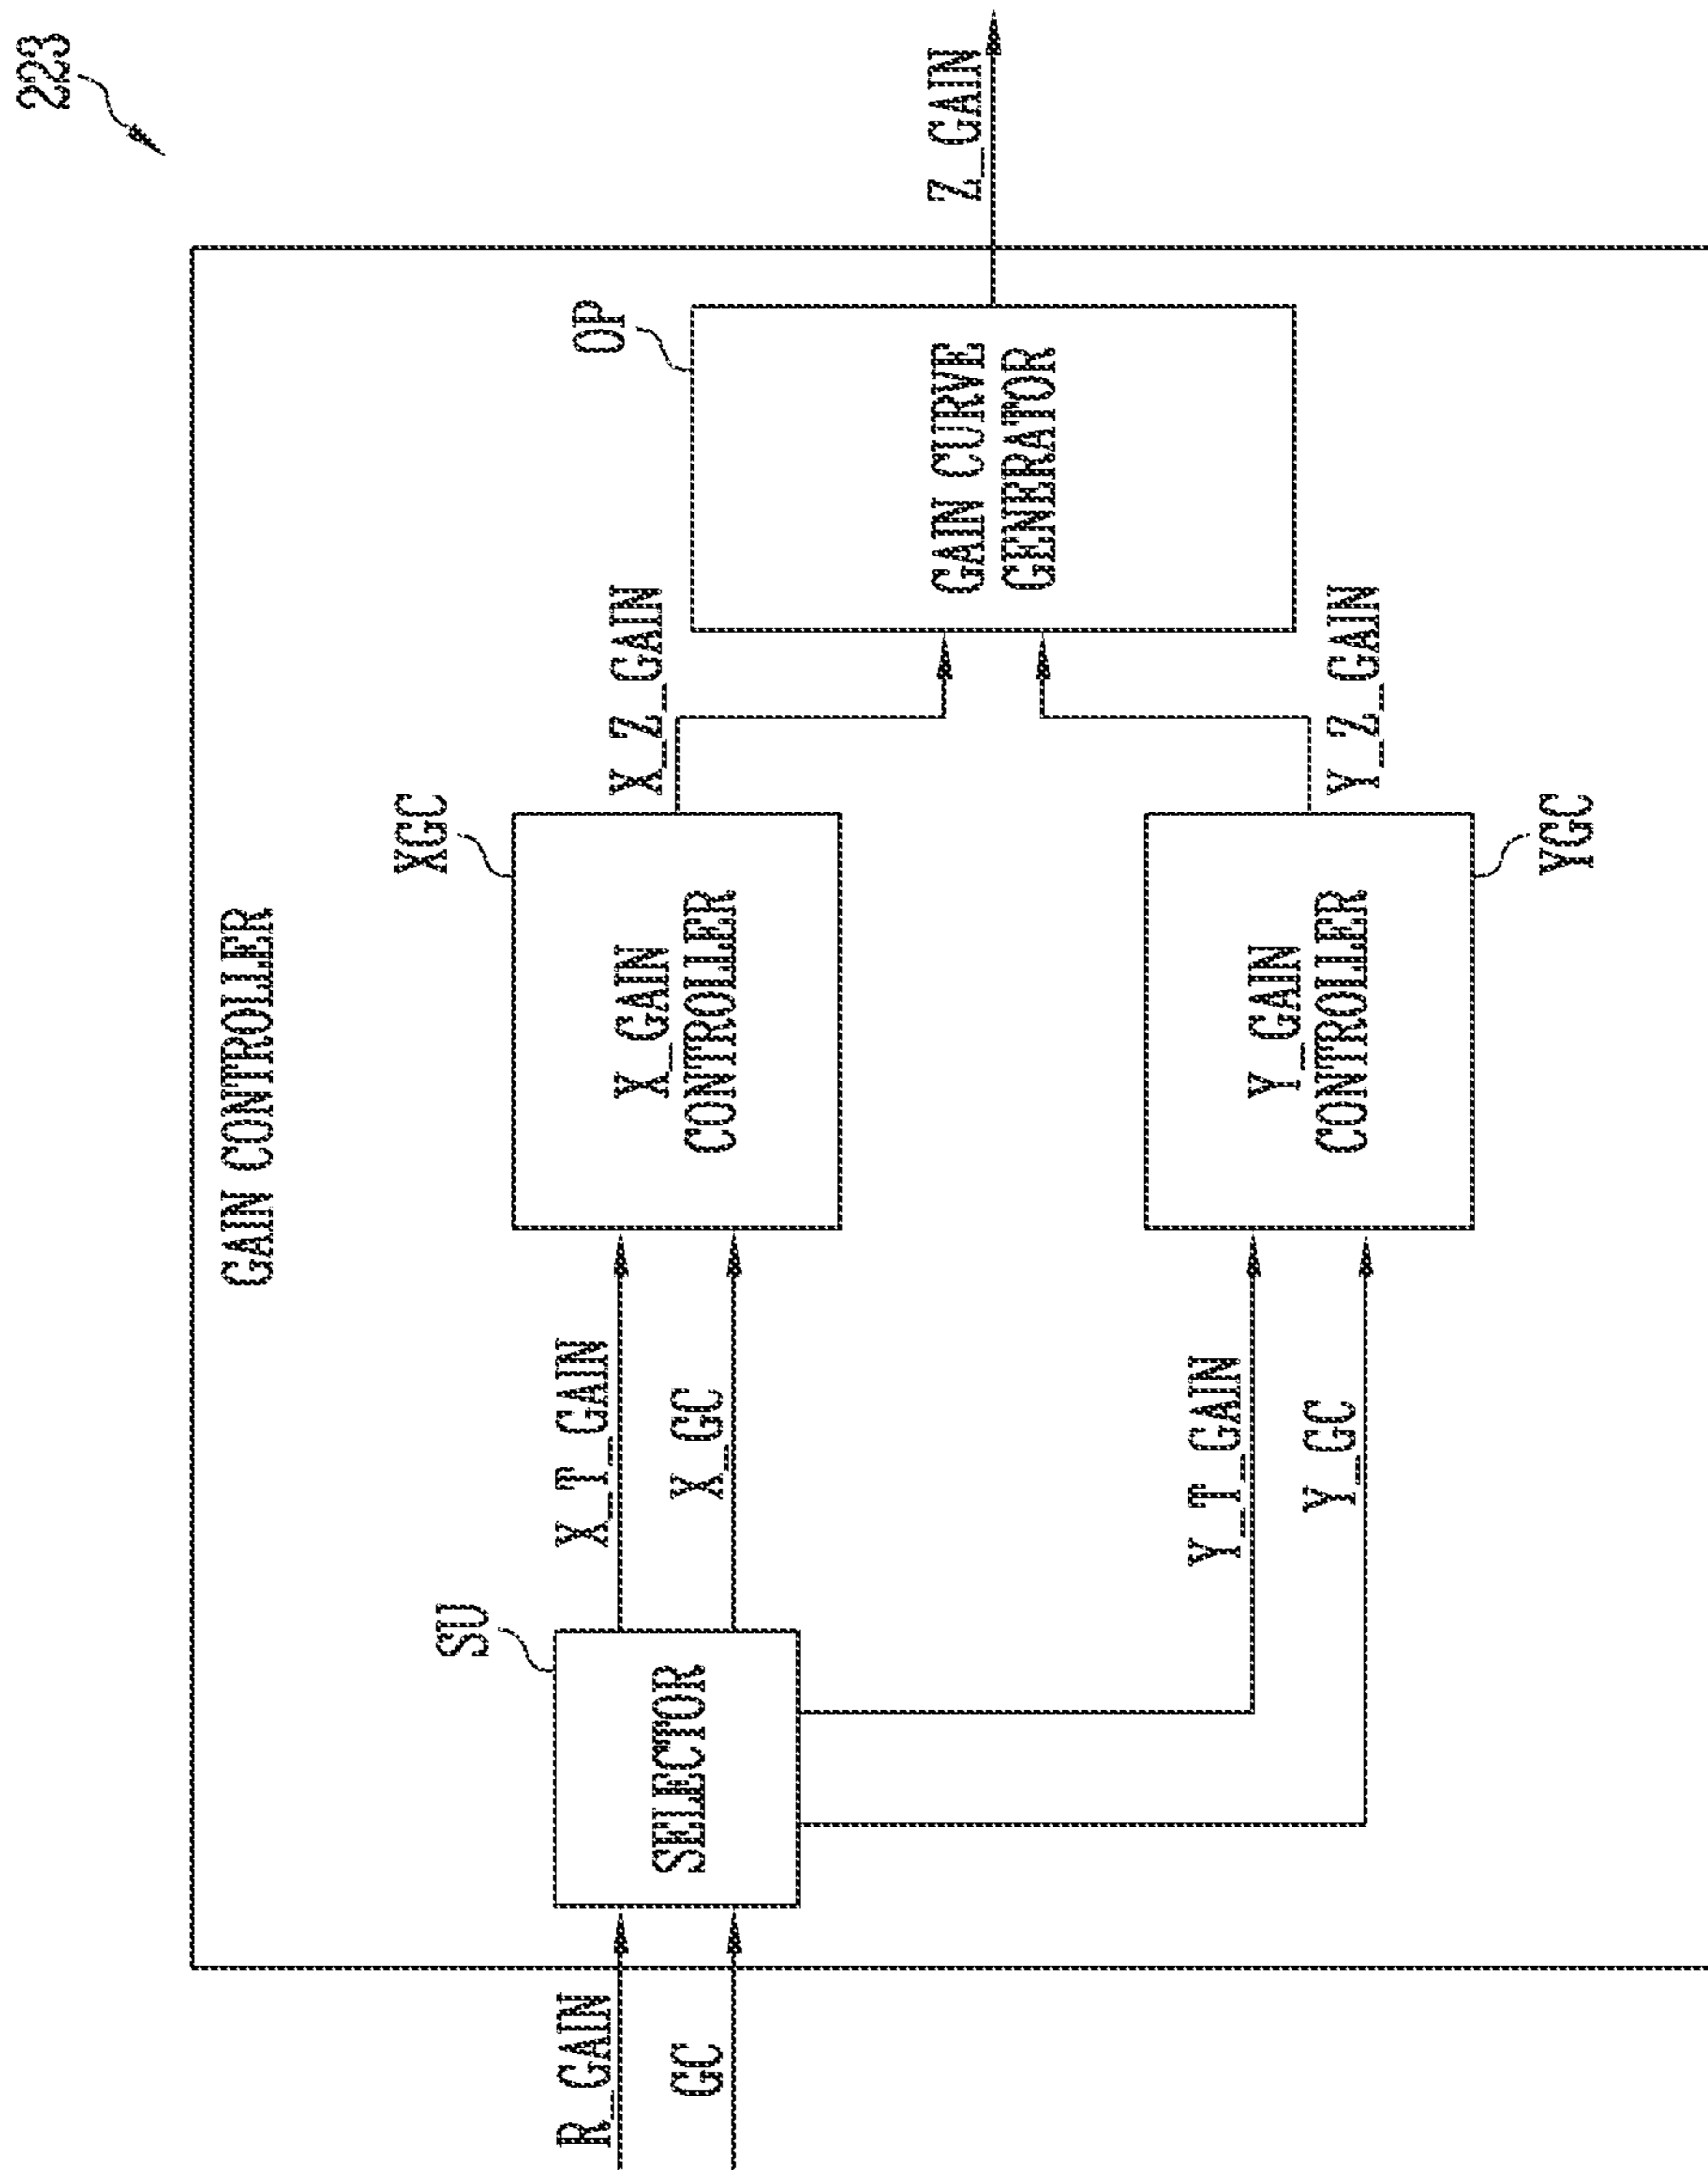 223
GAIN CONTROLLER
R_GAIN
GC
SU
SELECTOR
X_T_GAIN
X_GC
Y_T_GAIN
Y_GC
XGC
X_GAIN
CONTROLLER
Y_GAIN
CONTROLLER
YGC
X_Z_GAIN
Y_Z_GAIN
OP
GAIN CURVE
GENERATOR
Z_GAIN